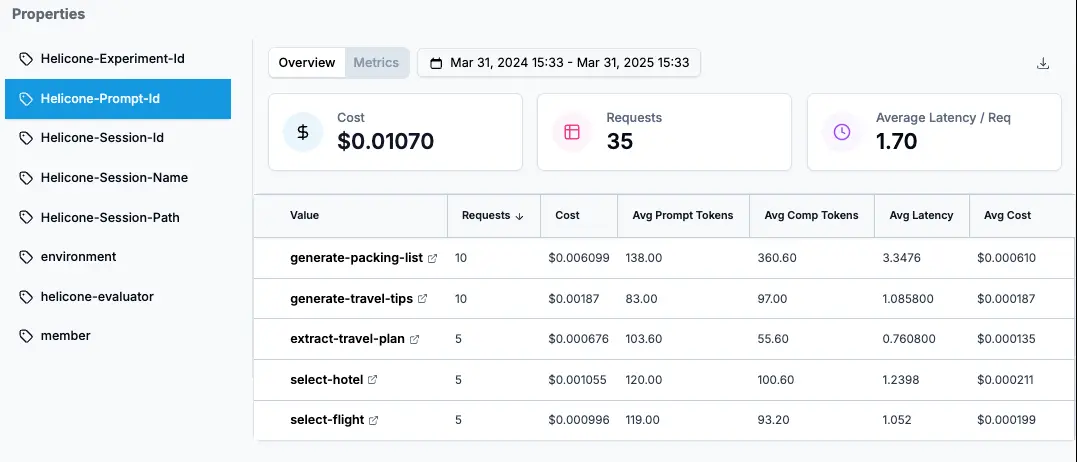 Properties
Helicone-Experiment-Id
Helicone-Prompt-Id
Helicone-Session-Id
Helicone-Session-Name
Helicone-Session-Path
environment
helicone-evaluator
member
Overview Metrics Mar 31, 2024 15:33 - Mar 31, 2025 15:33
Cost
$0.01070
Requests
35
Average Latency / Req
1.70
Value Requests ↓ Cost Avg Prompt Tokens Avg Comp Tokens Avg Latency Avg Cost
generate-packing-list 10 $0.006099 138.00 360.60 3.3476 $0.000610
generate-travel-tips 10 $0.00187 83.00 97.00 1.085800 $0.000187
extract-travel-plan 5 $0.000676 103.60 55.60 0.760800 $0.000135
select-hotel 5 $0.001055 120.00 100.60 1.2398 $0.000211
select-flight 5 $0.000996 119.00 93.20 1.052 $0.000199